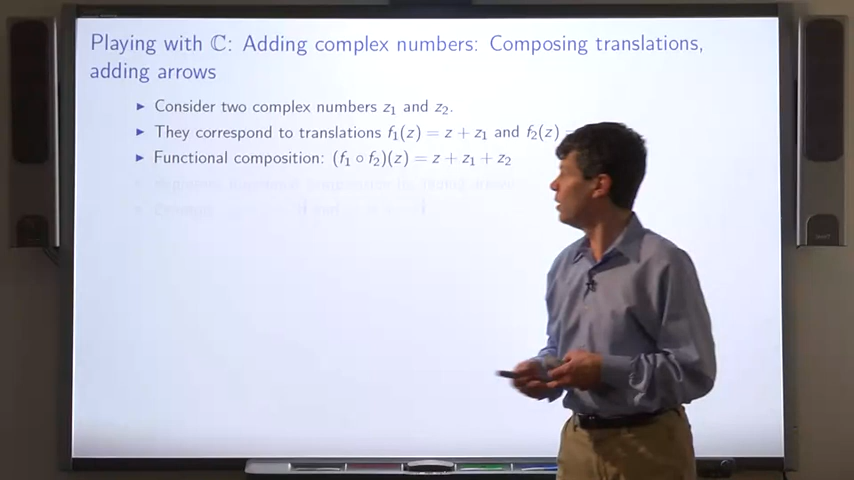 Playing with ℂ: Adding complex numbers: Composing translations,
adding arrows
▶ Consider two complex numbers z₁ and z₂.
▶ They correspond to translations f₁(z) = z + z₁ and f₂(z) =
▶ Functional composition: (f₁ ∘ f₂)(z) = z + z₁ + z₂